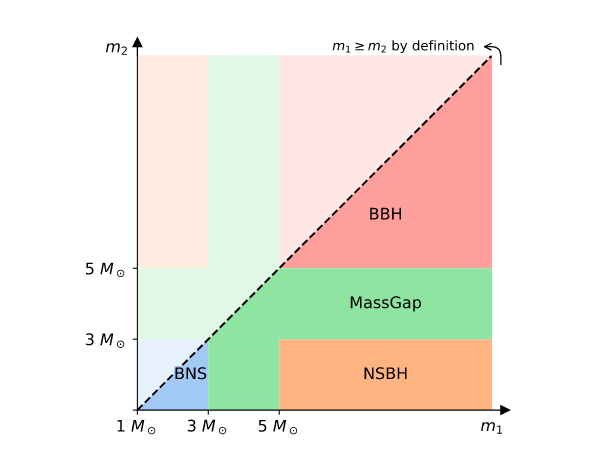 m₂
m₁ ≥ m₂ by definition
BBH
5 M☉
MassGap
3 M☉
BNS
NSBH
1 M☉
3 M☉
5 M☉
m₁